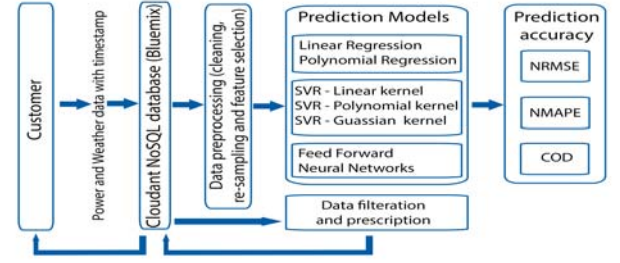 Customer
Power and Weather data with timestamp
Cloudant NoSQL database (Bluemix)
Data preprocessing (cleaning,
re-sampling and feature selection)
Prediction Models
Linear Regression
Polynomial Regression
SVR - Linear kernel
SVR - Polynomial kernel
SVR - Guassian kernel
Feed Forward
Neural Networks
Data filteration
and prescription
Prediction
accuracy
NRMSE
NMAPE
COD